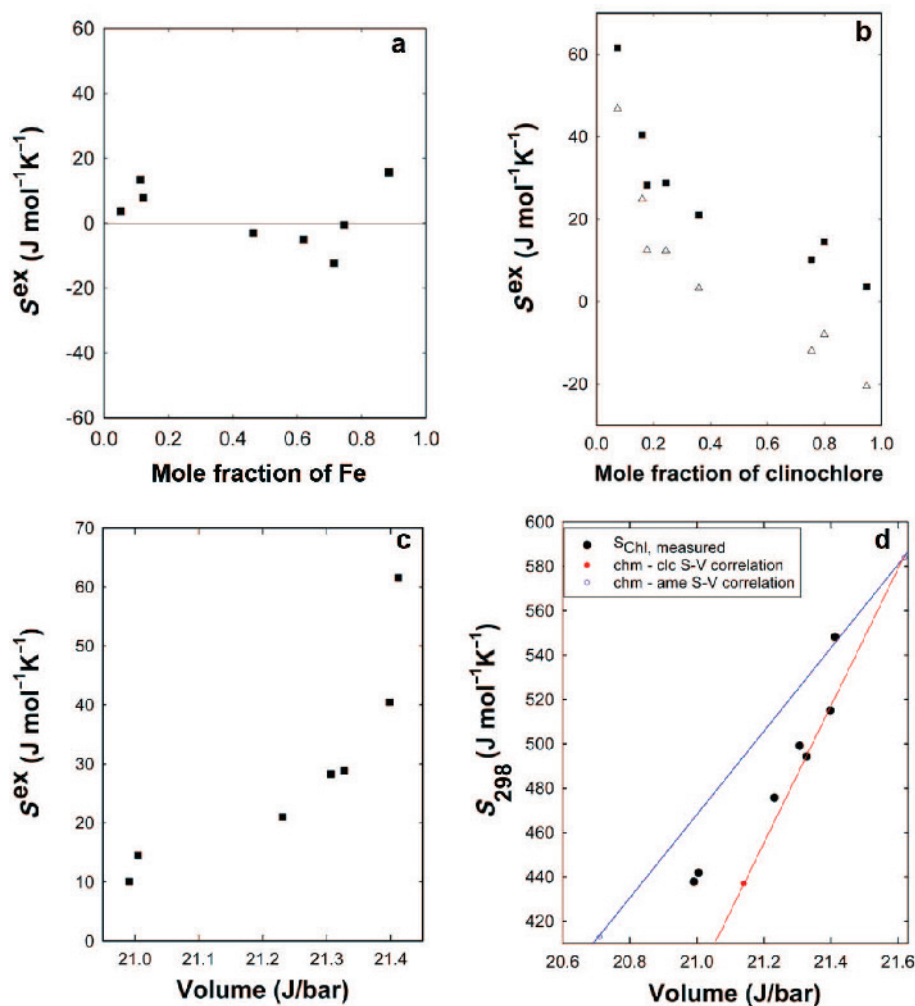 a
60
40
20
0
-20
-40
-60
S^ex (J mol⁻¹K⁻¹)
0.0 0.2 0.4 0.6 0.8 1.0
Mole fraction of Fe
b
60
40
20
0
-20
S^ex (J mol⁻¹K⁻¹)
0.0 0.2 0.4 0.6 0.8 1.0
Mole fraction of clinochlore
c
70
60
50
40
30
20
10
0
S^ex (J mol⁻¹K⁻¹)
21.0 21.1 21.2 21.3 21.4
Volume (J/bar)
d
SChl, measured
chm - clc S-V correlation
chm - ame S-V correlation
600
580
560
540
520
500
480
460
440
420
S298 (J mol⁻¹K⁻¹)
20.6 20.8 21.0 21.2 21.4 21.6
Volume (J/bar)